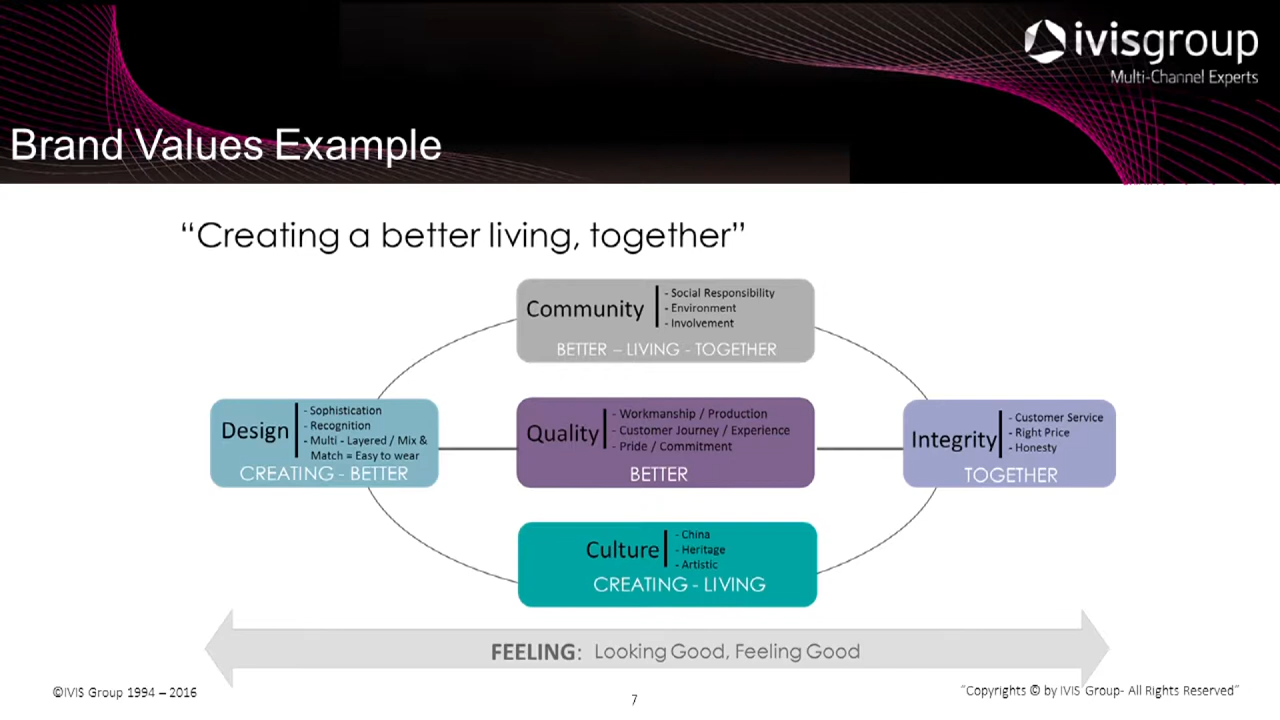 ivisgroup
Multi-Channel Experts
Brand Values Example
“Creating a better living, together”
Community
- Social Responsibility
- Environment
- Involvement
BETTER – LIVING - TOGETHER
Design
- Sophistication
- Recognition
- Multi - Layered / Mix &
Match = Easy to wear
CREATING - BETTER
Quality
- Workmanship / Production
- Customer Journey / Experience
- Pride / Commitment
BETTER
Integrity
- Customer Service
- Right Price
- Honesty
TOGETHER
Culture
- China
- Heritage
- Artistic
CREATING - LIVING
FEELING: Looking Good, Feeling Good
©IVIS Group 1994 – 2016
7
“Copyrights © by IVIS Group- All Rights Reserved”